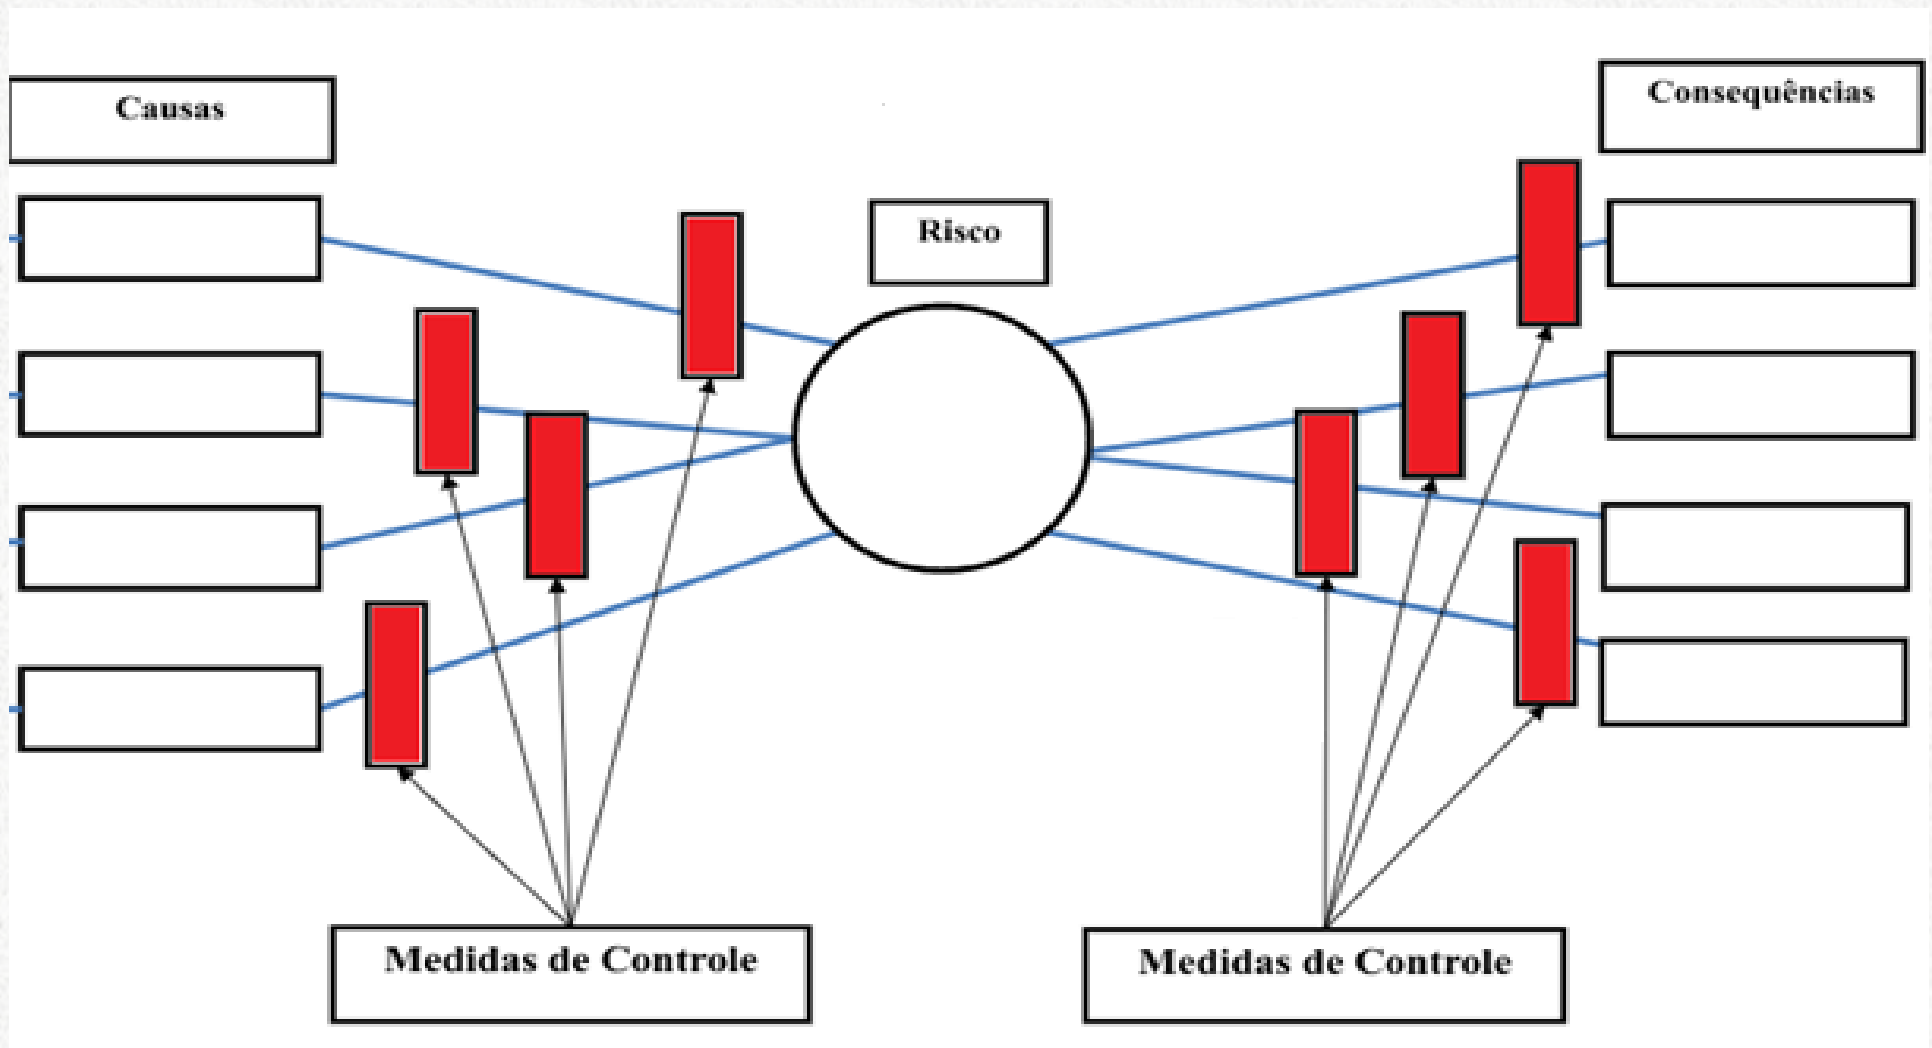 Causas
Consequências
Risco
Medidas de Controle
Medidas de Controle